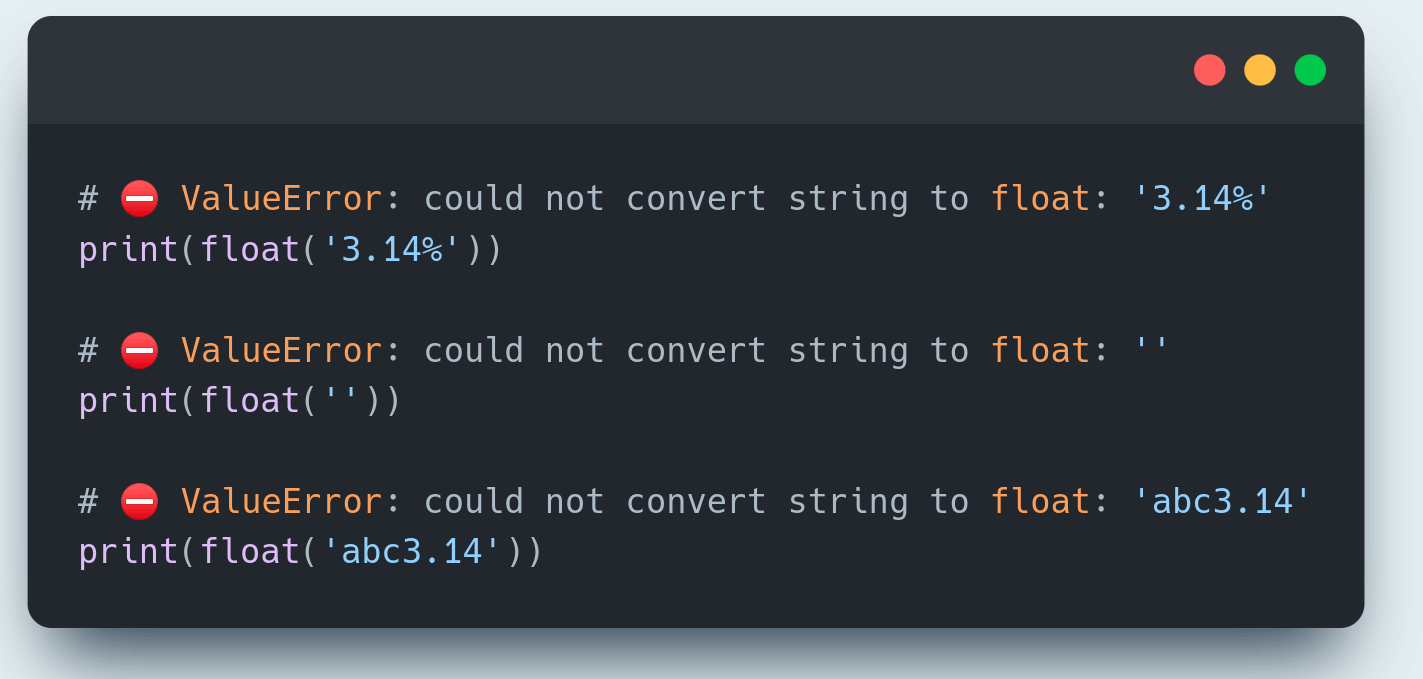 # ⛔ ValueError: could not convert string to float: '3.14%'
print(float('3.14%'))
# ⛔ ValueError: could not convert string to float: ''
print(float(''))
# ⛔ ValueError: could not convert string to float: 'abc3.14'
print(float('abc3.14'))